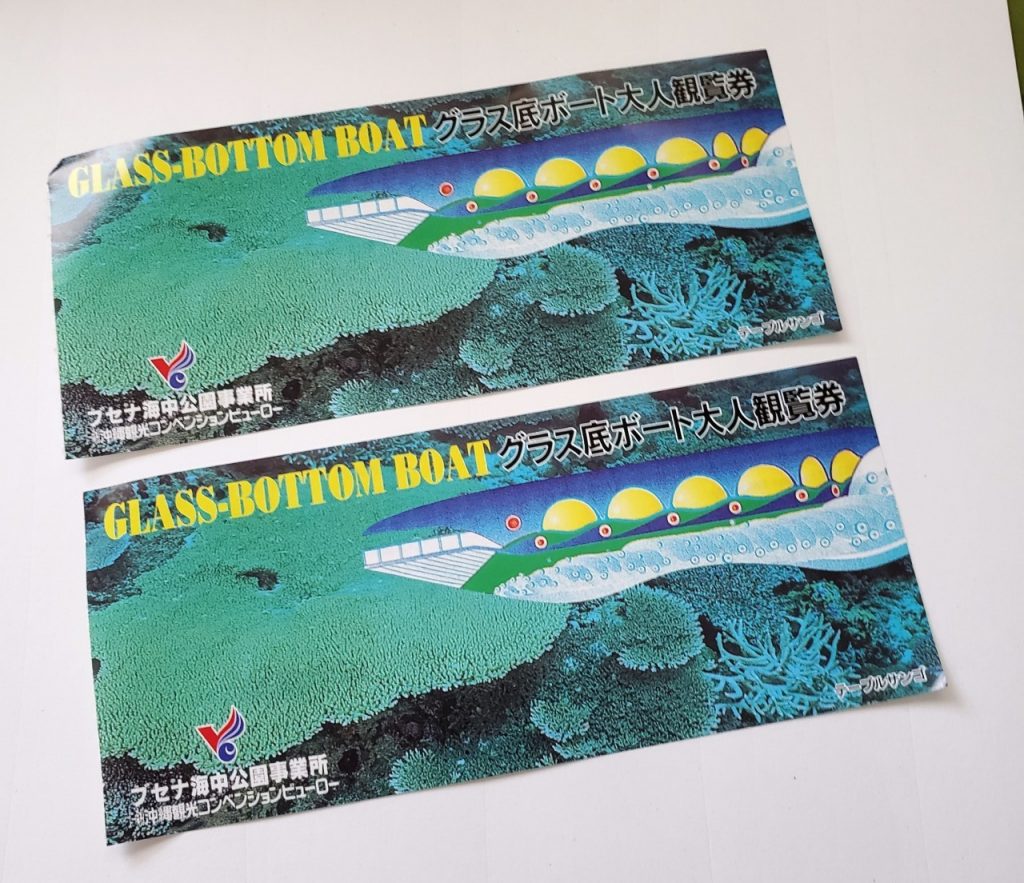 GLASS-BOTTOM BOAT グラス底ボート大人観覧券
テーブルサンゴ
ブセナ海中公園事業所
㈶沖縄観光コンベンションビューロー
GLASS-BOTTOM BOAT グラス底ボート大人観覧券
テーブルサンゴ
ブセナ海中公園事業所
㈶沖縄観光コンベンションビューロー